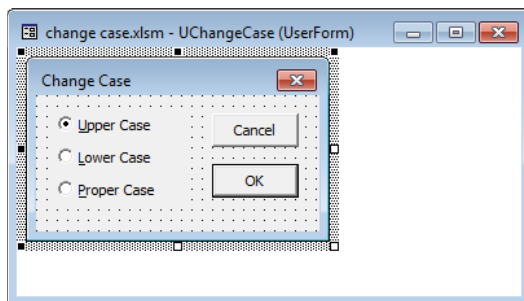 change case.xlsm - UChangeCase (UserForm)
Change Case
Upper Case
Cancel
Lower Case
OK
Proper Case